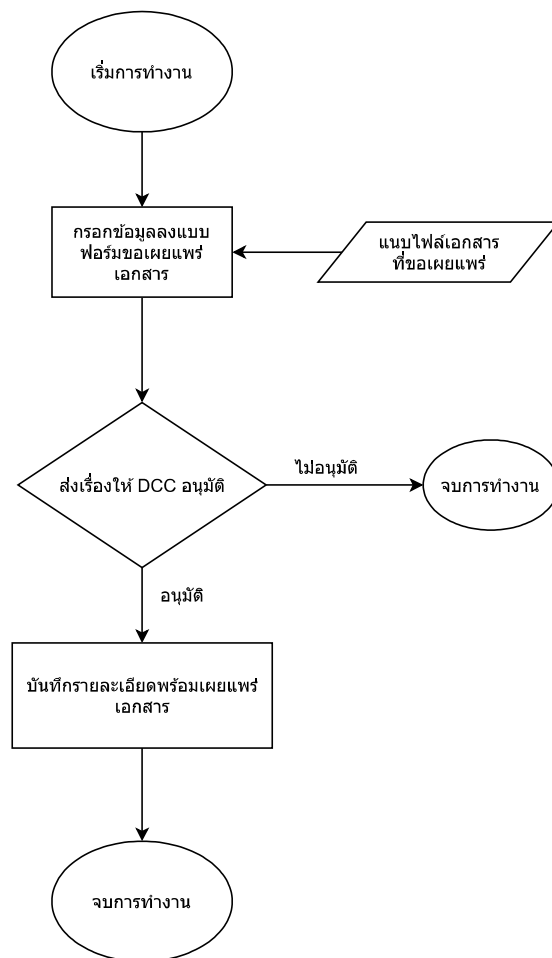 เริ่มการทำงาน
กรอกข้อมูลลงแบบ
ฟอร์มขอเผยแพร่
เอกสาร
แนบไฟล์เอกสาร
ที่ขอเผยแพร่
ส่งเรื่องให้ DCC อนุมัติ
ไม่อนุมัติ
จบการทำงาน
อนุมัติ
บันทึกรายละเอียดพร้อมเผยแพร่
เอกสาร
จบการทำงาน